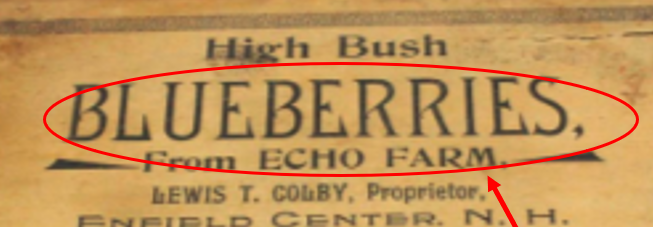 High Bush
BLUEBERRIES,
From ECHO FARM.
LEWIS T. COLBY, Proprietor,
ENFIELD CENTER. N. H.